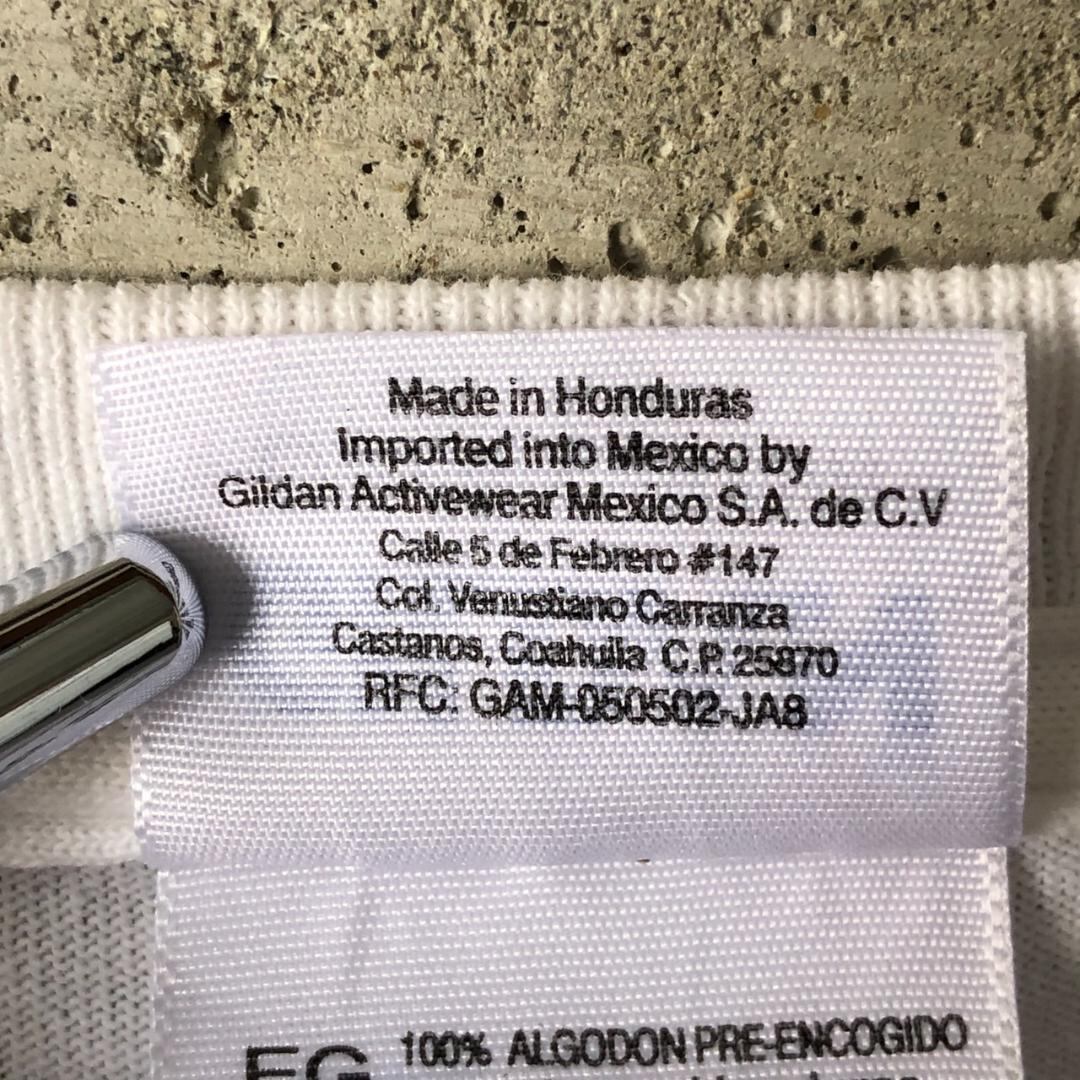 Made in Honduras
Imported into Mexico by
Gildan Activewear Mexico S.A. de C.V
Calle 5 de Febrero #147
Col. Venustiano Carranza
Castanos, Coahuila C.P. 25870
RFC: GAM-050502-JA8
100% ALGODON PRE-ENCOGIDO
EG